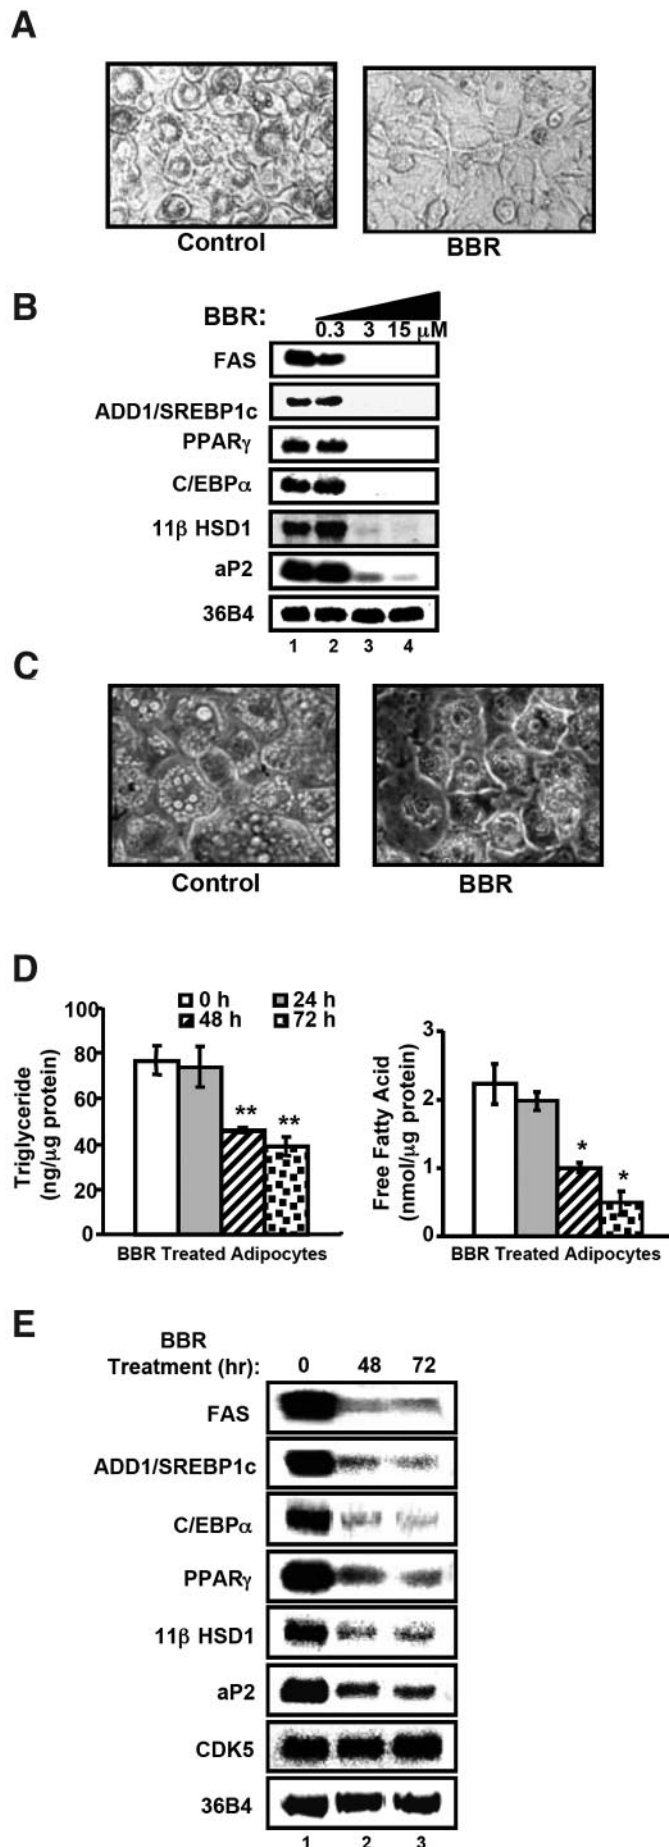 A
Control
BBR
B
BBR:
0.3 3 15 μM
FAS
ADD1/SREBP1c
PPARγ
C/EBPα
11β HSD1
aP2
36B4
1 2 3 4
C
Control
BBR
D
0 h 24 h
48 h 72 h
Triglyceride
(ng/μg protein)
100
80
60
40
20
0
** **
BBR Treated Adipocytes
Free Fatty Acid
(nmol/μg protein)
3
2
1
0
* *
BBR Treated Adipocytes
E
BBR
Treatment (hr): 0 48 72
FAS
ADD1/SREBP1c
C/EBPα
PPARγ
11β HSD1
aP2
CDK5
36B4
1 2 3